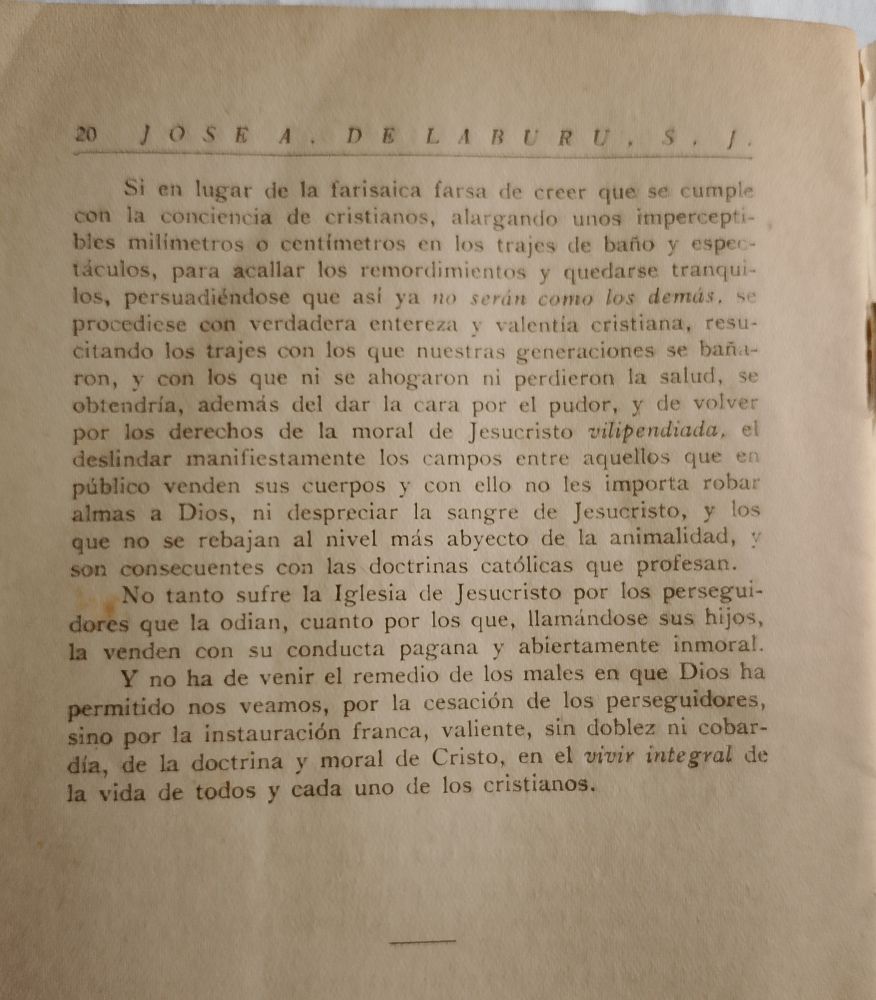 20 JOSE A. DE LABURU, S. J.
Si en lugar de la farisaica farsa de creer que se cumple
con la conciencia de cristianos, alargando unos impercepti-
bles milímetros o centímetros en los trajes de baño y espec-
táculos, para acallar los remordimientos y quedarse tranqui-
los, persuadiéndose que así ya no serán como los demás, se
procediese con verdadera entereza y valentía cristiana, resu-
citando los trajes con los que nuestras generaciones se baña-
ron, y con los que ni se ahogaron ni perdieron la salud, se
obtendría, además del dar la cara por el pudor, y de volver
por los derechos de la moral de Jesucristo vilipendiada, el
deslindar manifiestamente los campos entre aquellos que en
público venden sus cuerpos y con ello no les importa robar
almas a Dios, ni despreciar la sangre de Jesucristo, y los
que no se rebajan al nivel más abyecto de la animalidad, y
son consecuentes con las doctrinas católicas que profesan.
No tanto sufre la Iglesia de Jesucristo por los persegui-
dores que la odian, cuanto por los que, llamándose sus hijos,
la venden con su conducta pagana y abiertamente inmoral.
Y no ha de venir el remedio de los males en que Dios ha
permitido nos veamos, por la cesación de los perseguidores,
sino por la instauración franca, valiente, sin doblez ni cobar-
día, de la doctrina y moral de Cristo, en el vivir integral de
la vida de todos y cada uno de los cristianos.